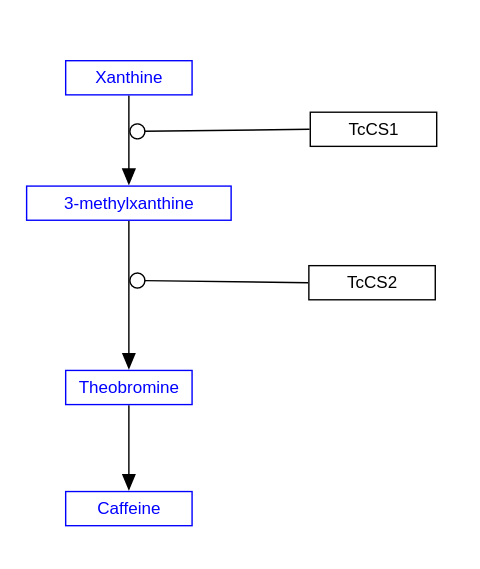 Xanthine
TcCS1
3-methylxanthine
TcCS2
Theobromine
Caffeine